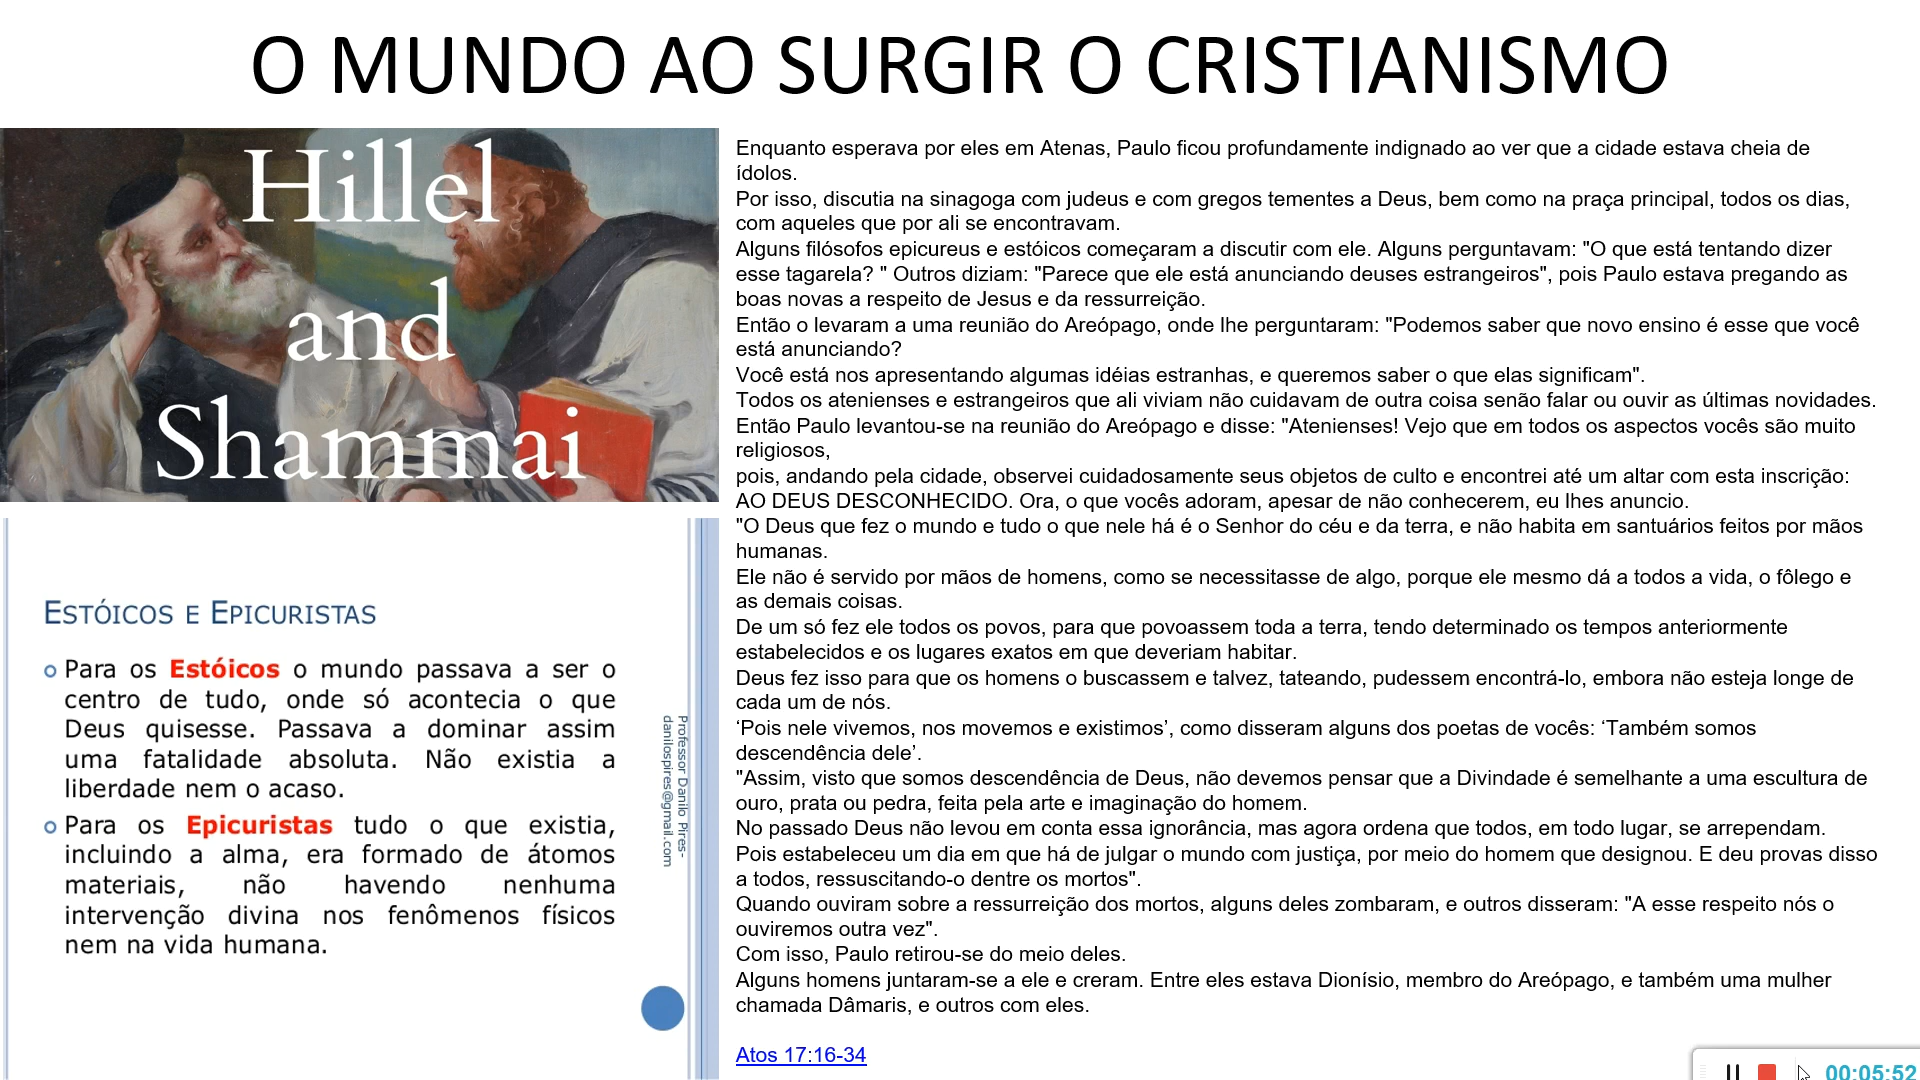 O MUNDO AO SURGIR O CRISTIANISMO
Hillel
and
Shammai
ESTÓICOS E EPICURISTAS
Para os Estóicos o mundo passava a ser o
centro de tudo, onde só acontecia o que
Deus quisesse. Passava a dominar assim
uma fatalidade absoluta. Não existia a
liberdade nem o acaso.
Para os Epicuristas tudo o que existia,
incluindo a alma, era formado de átomos
materiais, não havendo nenhuma
intervenção divina nos fenômenos físicos
nem na vida humana.
Professor Danilo Pires-
danilospires@gmail.com
Enquanto esperava por eles em Atenas, Paulo ficou profundamente indignado ao ver que a cidade estava cheia de
ídolos.
Por isso, discutia na sinagoga com judeus e com gregos tementes a Deus, bem como na praça principal, todos os dias,
com aqueles que por ali se encontravam.
Alguns filósofos epicureus e estóicos começaram a discutir com ele. Alguns perguntavam: "O que está tentando dizer
esse tagarela? " Outros diziam: "Parece que ele está anunciando deuses estrangeiros", pois Paulo estava pregando as
boas novas a respeito de Jesus e da ressurreição.
Então o levaram a uma reunião do Areópago, onde lhe perguntaram: "Podemos saber que novo ensino é esse que você
está anunciando?
Você está nos apresentando algumas idéias estranhas, e queremos saber o que elas significam".
Todos os atenienses e estrangeiros que ali viviam não cuidavam de outra coisa senão falar ou ouvir as últimas novidades.
Então Paulo levantou-se na reunião do Areópago e disse: "Atenienses! Vejo que em todos os aspectos vocês são muito
religiosos,
pois, andando pela cidade, observei cuidadosamente seus objetos de culto e encontrei até um altar com esta inscrição:
AO DEUS DESCONHECIDO. Ora, o que vocês adoram, apesar de não conhecerem, eu lhes anuncio.
"O Deus que fez o mundo e tudo o que nele há é o Senhor do céu e da terra, e não habita em santuários feitos por mãos
humanas.
Ele não é servido por mãos de homens, como se necessitasse de algo, porque ele mesmo dá a todos a vida, o fôlego e
as demais coisas.
De um só fez ele todos os povos, para que povoassem toda a terra, tendo determinado os tempos anteriormente
estabelecidos e os lugares exatos em que deveriam habitar.
Deus fez isso para que os homens o buscassem e talvez, tateando, pudessem encontrá-lo, embora não esteja longe de
cada um de nós.
‘Pois nele vivemos, nos movemos e existimos’, como disseram alguns dos poetas de vocês: ‘Também somos
descendência dele’.
"Assim, visto que somos descendência de Deus, não devemos pensar que a Divindade é semelhante a uma escultura de
ouro, prata ou pedra, feita pela arte e imaginação do homem.
No passado Deus não levou em conta essa ignorância, mas agora ordena que todos, em todo lugar, se arrependam.
Pois estabeleceu um dia em que há de julgar o mundo com justiça, por meio do homem que designou. E deu provas disso
a todos, ressuscitando-o dentre os mortos".
Quando ouviram sobre a ressurreição dos mortos, alguns deles zombaram, e outros disseram: "A esse respeito nós o
ouviremos outra vez".
Com isso, Paulo retirou-se do meio deles.
Alguns homens juntaram-se a ele e creram. Entre eles estava Dionísio, membro do Areópago, e também uma mulher
chamada Dâmaris, e outros com eles.
Atos 17:16-34
00:05:52